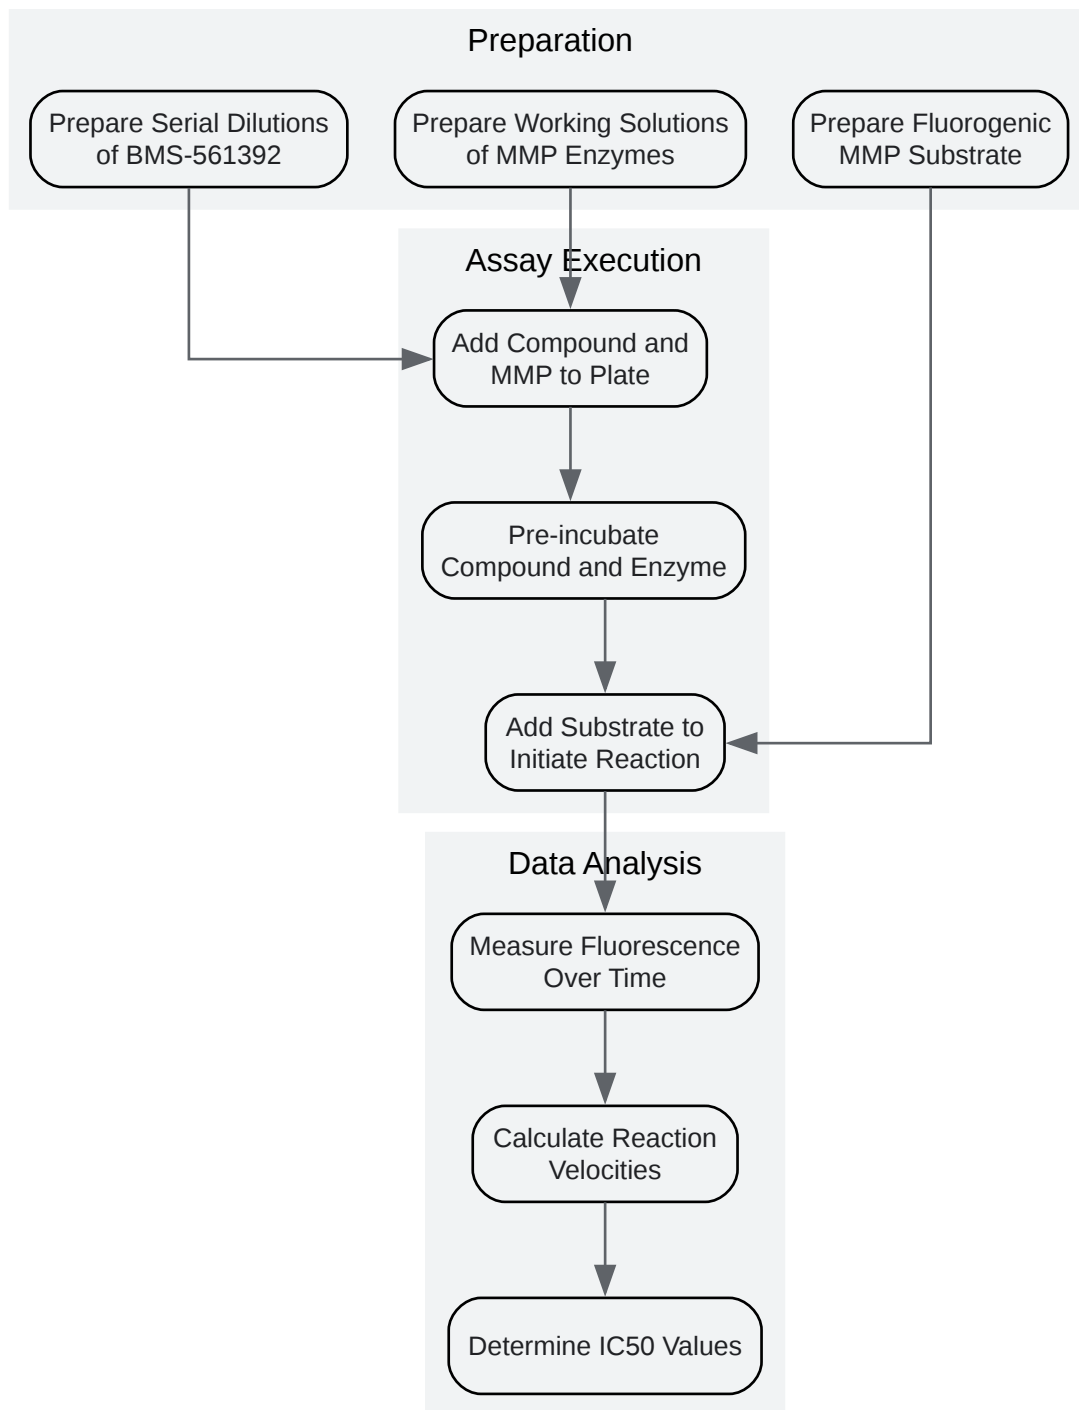 Preparation
Prepare Serial Dilutions
of BMS-561392
Prepare Working Solutions
of MMP Enzymes
Prepare Fluorogenic
MMP Substrate
Assay Execution
Add Compound and
MMP to Plate
Pre-incubate
Compound and Enzyme
Add Substrate to
Initiate Reaction
Data Analysis
Measure Fluorescence
Over Time
Calculate Reaction
Velocities
Determine IC50 Values